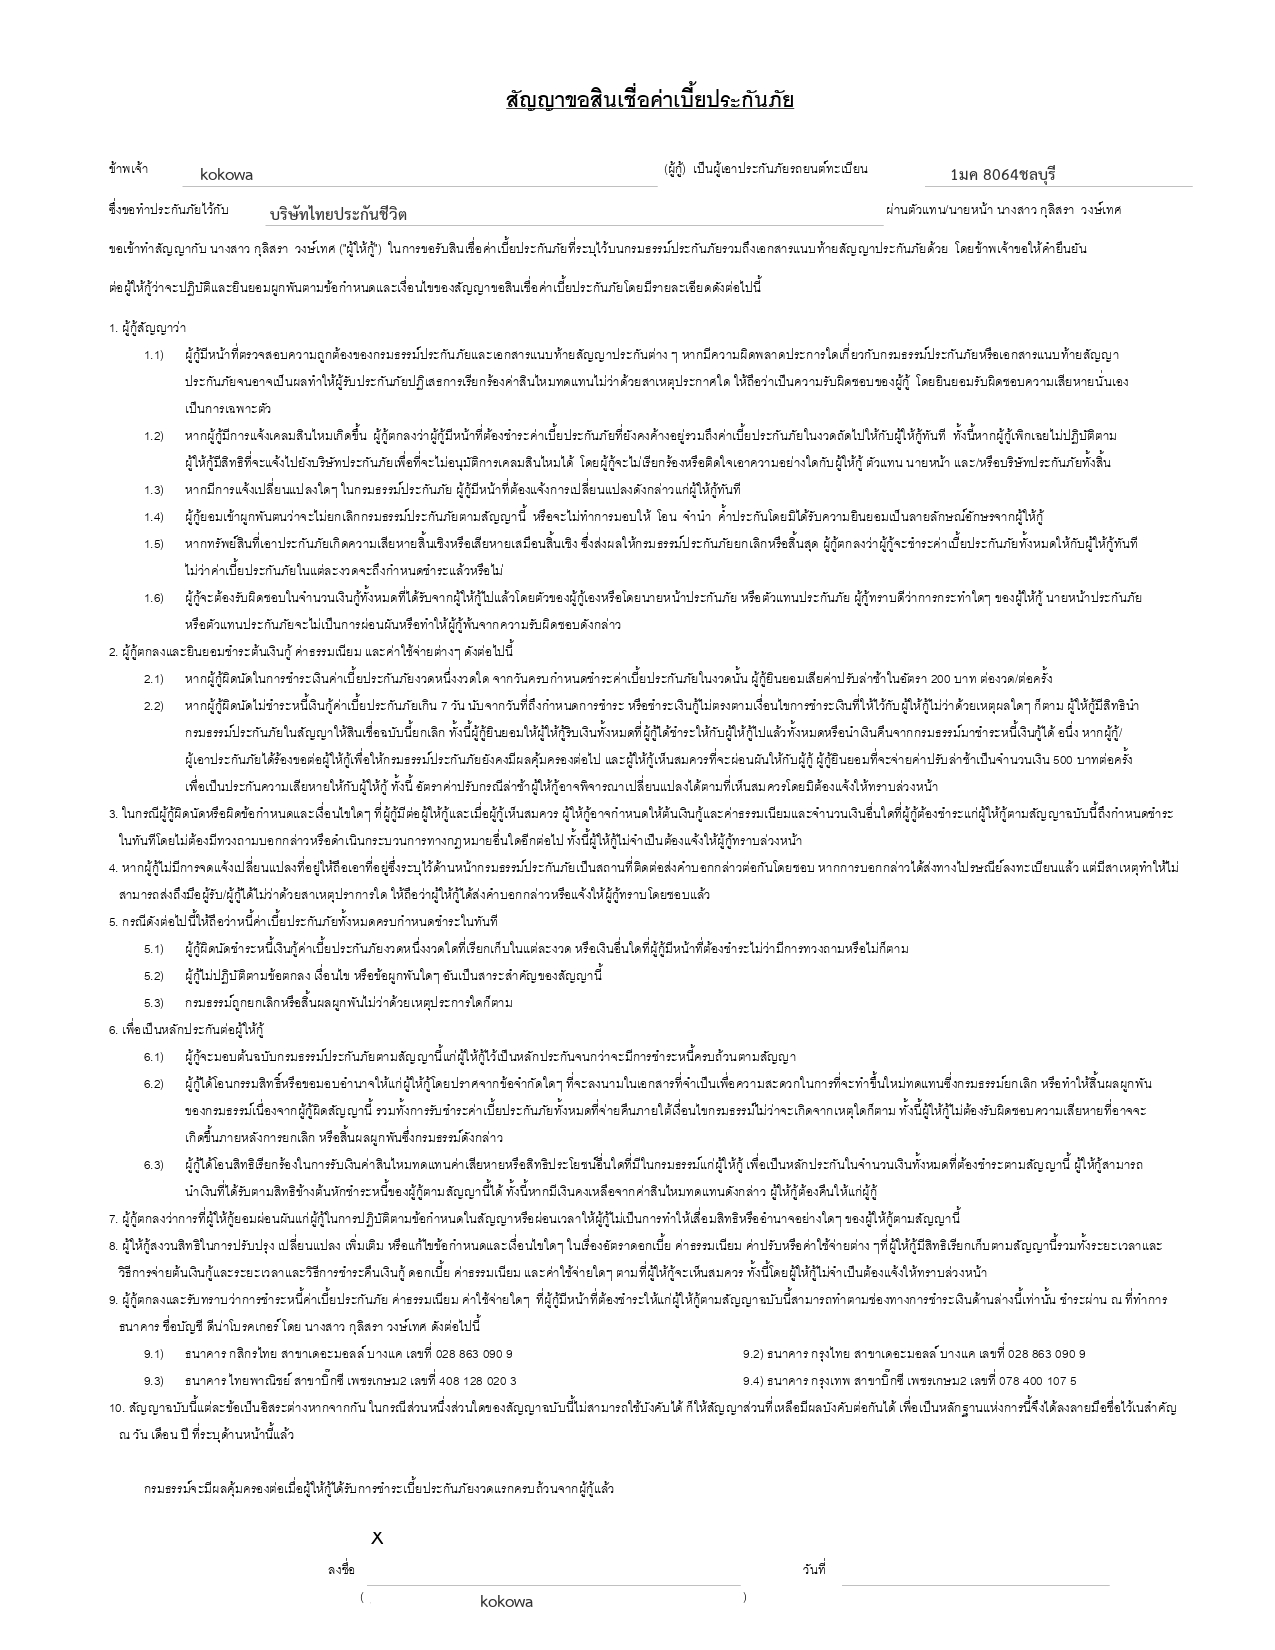 สัญญาขอสินเชื่อค่าเบี้ยประกันภัย
ข้าพเจ้า kokowa (ผู้กู้) เป็นผู้เอาประกันภัยรถยนต์ทะเบียน 1มค 8064ชลบุรี
ซึ่งขอทำประกันภัยไว้กับ บริษัทไทยประกันชีวิต ผ่านตัวแทน/นายหน้า นางสาว กุลิสรา วงษ์เทศ
ขอเข้าทำสัญญากับ นางสาว กุลิสรา วงษ์เทศ ("ผู้ให้กู้") ในการขอรับสินเชื่อค่าเบี้ยประกันภัยที่ระบุไว้บนกรมธรรม์ประกันภัยรวมถึงเอกสารแนบท้ายสัญญาประกันภัยด้วย โดยข้าพเจ้าขอให้คำยืนยัน
ต่อผู้ให้กู้ว่าจะปฏิบัติและยินยอมผูกพันตามข้อกำหนดและเงื่อนไขของสัญญาขอสินเชื่อค่าเบี้ยประกันภัยโดยมีรายละเอียดดังต่อไปนี้
1. ผู้กู้สัญญาว่า
1.1) ผู้กู้มีหน้าที่ตรวจสอบความถูกต้องของกรมธรรม์ประกันภัยและเอกสารแนบท้ายสัญญาประกันต่าง ๆ หากมีความผิดพลาดประการใดเกี่ยวกับกรมธรรม์ประกันภัยหรือเอกสารแนบท้ายสัญญา
ประกันภัยจนอาจเป็นผลทำให้ผู้รับประกันภัยปฏิเสธการเรียกร้องค่าสินไหมทดแทนไม่ว่าด้วยสาเหตุประกาศใด ให้ถือว่าเป็นความรับผิดชอบของผู้กู้ โดยยินยอมรับผิดชอบความเสียหายนั่นเอง
เป็นการเฉพาะตัว
1.2) หากผู้กู้มีการแจ้งเคลมสินไหมเกิดขึ้น ผู้กู้ตกลงว่าผู้กู้มีหน้าที่ต้องชำระค่าเบี้ยประกันภัยที่ยังคงค้างอยู่รวมถึงค่าเบี้ยประกันภัยในงวดถัดไปให้กับผู้ให้กู้ทันที ทั้งนี้หากผู้กู้เพิกเฉยไม่ปฏิบัติตาม
ผู้ให้กู้มีสิทธิที่จะแจ้งไปยังบริษัทประกันภัยเพื่อที่จะไม่อนุมัติการเคลมสินไหมได้ โดยผู้กู้จะไม่เรียกร้องหรือติดใจเอาความอย่างใดกับผู้ให้กู้ ตัวแทน นายหน้า และ/หรือบริษัทประกันภัยทั้งสิ้น
1.3) หากมีการแจ้งเปลี่ยนแปลงใดๆ ในกรมธรรม์ประกันภัย ผู้กู้มีหน้าที่ต้องแจ้งการเปลี่ยนแปลงดังกล่าวแก่ผู้ให้กู้ทันที
1.4) ผู้กู้ยอมเข้าผูกพันตนว่าจะไม่ยกเลิกกรมธรรม์ประกันภัยตามสัญญานี้ หรือจะไม่ทำการมอบให้ โอน จำนำ ค้ำประกันโดยมิได้รับความยินยอมเป็นลายลักษณ์อักษรจากผู้ให้กู้
1.5) หากทรัพย์สินที่เอาประกันภัยเกิดความเสียหายสิ้นเชิงหรือเสียหายเสมือนสิ้นเชิง ซึ่งส่งผลให้กรมธรรม์ประกันภัยยกเลิกหรือสิ้นสุด ผู้กู้ตกลงว่าผู้กู้จะชำระค่าเบี้ยประกันภัยทั้งหมดให้กับผู้ให้กู้ทันที
ไม่ว่าค่าเบี้ยประกันภัยในแต่ละงวดจะถึงกำหนดชำระแล้วหรือไม่
1.6) ผู้กู้จะต้องรับผิดชอบในจำนวนเงินกู้ทั้งหมดที่ได้รับจากผู้ให้กู้ไปแล้วโดยตัวของผู้กู้เองหรือโดยนายหน้าประกันภัย หรือตัวแทนประกันภัย ผู้กู้ทราบดีว่าการกระทำใดๆ ของผู้ให้กู้ นายหน้าประกันภัย
หรือตัวแทนประกันภัยจะไม่เป็นการผ่อนผันหรือทำให้ผู้กู้พ้นจากความรับผิดชอบดังกล่าว
2. ผู้กู้ตกลงและยินยอมชำระต้นเงินกู้ ค่าธรรมเนียม และค่าใช้จ่ายต่างๆ ดังต่อไปนี้
2.1) หากผู้กู้ผิดนัดในการชำระเงินค่าเบี้ยประกันภัยงวดหนึ่งงวดใด จากวันครบกำหนดชำระค่าเบี้ยประกันภัยในงวดนั้น ผู้กู้ยินยอมเสียค่าปรับล่าช้าในอัตรา 200 บาท ต่องวด/ต่อครั้ง
2.2) หากผู้กู้ผิดนัดไม่ชำระหนี้เงินกู้ค่าเบี้ยประกันภัยเกิน 7 วัน นับจากวันที่ถึงกำหนดการชำระ หรือชำระเงินกู้ไม่ตรงตามเงื่อนไขการชำระเงินที่ให้ไว้กับผู้ให้กู้ไม่ว่าด้วยเหตุผลใดๆ ก็ตาม ผู้ให้กู้มีสิทธินำ
กรมธรรม์ประกันภัยในสัญญาให้สินเชื่อฉบับนี้ยกเลิก ทั้งนี้ผู้กู้ยินยอมให้ผู้ให้กู้ริบเงินทั้งหมดที่ผู้กู้ได้ชำระให้กับผู้ให้กู้ไปแล้วทั้งหมดหรือนำเงินคืนจากกรมธรรม์มาชำระหนี้เงินกู้ได้ อนึ่ง หากผู้กู้/
ผู้เอาประกันภัยได้ร้องขอต่อผู้ให้กู้เพื่อให้กรมธรรม์ประกันภัยยังคงมีผลคุ้มครองต่อไป และผู้ให้กู้เห็นสมควรที่จะผ่อนผันให้กับผู้กู้ ผู้กู้ยินยอมที่จะจ่ายค่าปรับล่าช้าเป็นจำนวนเงิน 500 บาทต่อครั้ง
เพื่อเป็นประกันความเสียหายให้กับผู้ให้กู้ ทั้งนี้ อัตราค่าปรับกรณีล่าช้าผู้ให้กู้อาจพิจารณาเปลี่ยนแปลงได้ตามที่เห็นสมควรโดยมิต้องแจ้งให้ทราบล่วงหน้า
3. ในกรณีผู้กู้ผิดนัดหรือผิดข้อกำหนดและเงื่อนไขใดๆ ที่ผู้กู้มีต่อผู้ให้กู้และเมื่อผู้กู้เห็นสมควร ผู้ให้กู้อาจกำหนดให้ต้นเงินกู้และค่าธรรมเนียมและจำนวนเงินอื่นใดที่ผู้กู้ต้องชำระแก่ผู้ให้กู้ตามสัญญาฉบับนี้ถึงกำหนดชำระ
ในทันทีโดยไม่ต้องมีทวงถามบอกกล่าวหรือดำเนินกระบวนการทางกฎหมายอื่นใดอีกต่อไป ทั้งนี้ผู้ให้กู้ไม่จำเป็นต้องแจ้งให้ผู้กู้ทราบล่วงหน้า
4. หากผู้กู้ไม่มีการจดแจ้งเปลี่ยนแปลงที่อยู่ให้ถือเอาที่อยู่ซึ่งระบุไว้ด้านหน้ากรมธรรม์ประกันภัยเป็นสถานที่ติดต่อส่งคำบอกกล่าวต่อกันโดยชอบ หากการบอกกล่าวได้ส่งทางไปรษณีย์ลงทะเบียนแล้ว แต่มีสาเหตุทำให้ไม่
สามารถส่งถึงมือผู้รับ/ผู้กู้ได้ไม่ว่าด้วยสาเหตุปราการใด ให้ถือว่าผู้ให้กู้ได้ส่งคำบอกกล่าวหรือแจ้งให้ผู้กู้ทราบโดยชอบแล้ว
5. กรณีดังต่อไปนี้ให้ถือว่าหนี้ค่าเบี้ยประกันภัยทั้งหมดครบกำหนดชำระในทันที
5.1) ผู้กู้ผิดนัดชำระหนี้เงินกู้ค่าเบี้ยประกันภัยงวดหนึ่งงวดใดที่เรียกเก็บในแต่ละงวด หรือเงินอื่นใดที่ผู้กู้มีหน้าที่ต้องชำระไม่ว่ามีการทวงถามหรือไม่ก็ตาม
5.2) ผู้กู้ไม่ปฏิบัติตามข้อตกลง เงื่อนไข หรือข้อผูกพันใดๆ อันเป็นสาระสำคัญของสัญญานี้
5.3) กรมธรรม์ถูกยกเลิกหรือสิ้นผลผูกพันไม่ว่าด้วยเหตุประการใดก็ตาม
6. เพื่อเป็นหลักประกันต่อผู้ให้กู้
6.1) ผู้กู้จะมอบต้นฉบับกรมธรรม์ประกันภัยตามสัญญานี้แก่ผู้ให้กู้ไว้เป็นหลักประกันจนกว่าจะมีการชำระหนี้ครบถ้วนตามสัญญา
6.2) ผู้กู้ได้โอนกรรมสิทธิ์หรือขอมอบอำนาจให้แก่ผู้ให้กู้โดยปราศจากข้อจำกัดใดๆ ที่จะลงนามในเอกสารที่จำเป็นเพื่อความสะดวกในการที่จะทำขึ้นใหม่ทดแทนซึ่งกรมธรรม์ยกเลิก หรือทำให้สิ้นผลผูกพัน
ของกรมธรรม์เนื่องจากผู้กู้ผิดสัญญานี้ รวมทั้งการรับชำระค่าเบี้ยประกันภัยทั้งหมดที่จ่ายคืนภายใต้เงื่อนไขกรมธรรม์ไม่ว่าจะเกิดจากเหตุใดก็ตาม ทั้งนี้ผู้ให้กู้ไม่ต้องรับผิดชอบความเสียหายที่อาจจะ
เกิดขึ้นภายหลังการยกเลิก หรือสิ้นผลผูกพันซึ่งกรมธรรม์ดังกล่าว
6.3) ผู้กู้ได้โอนสิทธิเรียกร้องในการรับเงินค่าสินไหมทดแทนค่าเสียหายหรือสิทธิประโยชน์อื่นใดที่มีในกรมธรรม์แก่ผู้ให้กู้ เพื่อเป็นหลักประกันในจำนวนเงินทั้งหมดที่ต้องชำระตามสัญญานี้ ผู้ให้กู้สามารถ
นำเงินที่ได้รับตามสิทธิข้างต้นหักชำระหนี้ของผู้กู้ตามสัญญานี้ได้ ทั้งนี้หากมีเงินคงเหลือจากค่าสินไหมทดแทนดังกล่าว ผู้ให้กู้ต้องคืนให้แก่ผู้กู้
7. ผู้กู้ตกลงว่าการที่ผู้ให้กู้ยอมผ่อนผันแก่ผู้กู้ในการปฏิบัติตามข้อกำหนดในสัญญาหรือผ่อนเวลาให้ผู้กู้ไม่เป็นการทำให้เสื่อมสิทธิหรืออำนาจอย่างใดๆ ของผู้ให้กู้ตามสัญญานี้
8. ผู้ให้กู้สงวนสิทธิในการปรับปรุง เปลี่ยนแปลง เพิ่มเติม หรือแก้ไขข้อกำหนดและเงื่อนไขใดๆ ในเรื่องอัตราดอกเบี้ย ค่าธรรมเนียม ค่าปรับหรือค่าใช้จ่ายต่าง ๆที่ผู้ให้กู้มีสิทธิเรียกเก็บตามสัญญานี้รวมทั้งระยะเวลาและ
วิธีการจ่ายต้นเงินกู้และระยะเวลาและวิธีการชำระคืนเงินกู้ ดอกเบี้ย ค่าธรรมเนียม และค่าใช้จ่ายใดๆ ตามที่ผู้ให้กู้จะเห็นสมควร ทั้งนี้โดยผู้ให้กู้ไม่จำเป็นต้องแจ้งให้ทราบล่วงหน้า
9. ผู้กู้ตกลงและรับทราบว่าการชำระหนี้ค่าเบี้ยประกันภัย ค่าธรรมเนียม ค่าใช้จ่ายใดๆ ที่ผู้กู้มีหน้าที่ต้องชำระให้แก่ผู้ให้กู้ตามสัญญาฉบับนี้สามารถทำตามช่องทางการชำระเงินด้านล่างนี้เท่านั้น ชำระผ่าน ณ ที่ทำการ
ธนาคาร ชื่อบัญชี ดีน่าโบรคเกอร์ โดย นางสาว กุลิสรา วงษ์เทศ ดังต่อไปนี้
9.1) ธนาคาร กสิกรไทย สาขาเดอะมอลล์ บางแค เลขที่ 028 863 090 9 9.2) ธนาคาร กรุงไทย สาขาเดอะมอลล์ บางแค เลขที่ 028 863 090 9
9.3) ธนาคาร ไทยพาณิชย์ สาขาบิ๊กซี เพชรเกษม2 เลขที่ 408 128 020 3 9.4) ธนาคาร กรุงเทพ สาขาบิ๊กซี เพชรเกษม2 เลขที่ 078 400 107 5
10. สัญญาฉบับนี้แต่ละข้อเป็นอิสระต่างหากจากกัน ในกรณีส่วนหนึ่งส่วนใดของสัญญาฉบับนี้ไม่สามารถใช้บังคับได้ ก็ให้สัญญาส่วนที่เหลือมีผลบังคับต่อกันได้ เพื่อเป็นหลักฐานแห่งการนี้จึงได้ลงลายมือชื่อไว้เนสำคัญ
ณ วัน เดือน ปี ที่ระบุด้านหน้านี้แล้ว
กรมธรรม์จะมีผลคุ้มครองต่อเมื่อผู้ให้กู้ได้รับการชำระเบี้ยประกันภัยงวดแรกครบถ้วนจากผู้กู้แล้ว
X
ลงชื่อ วันที่
( kokowa )